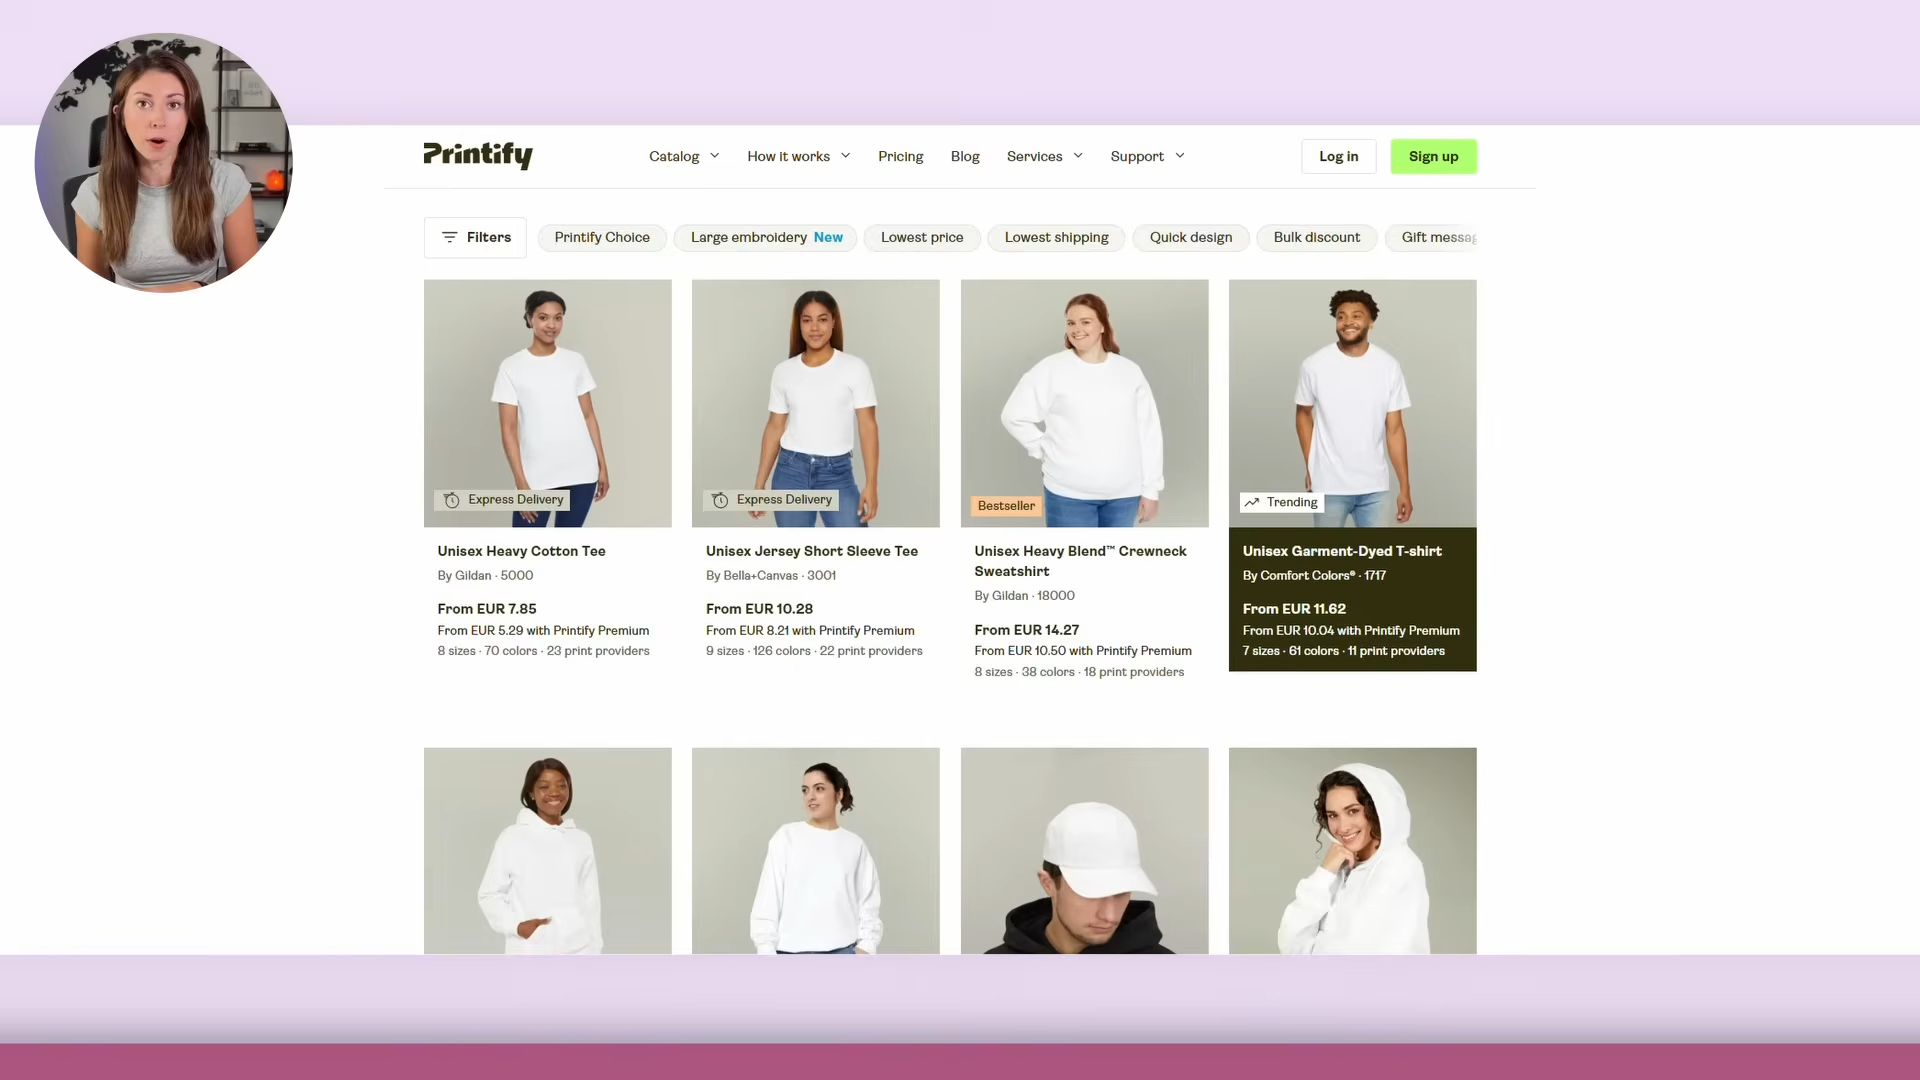 Printify
Catalog
How it works
Pricing
Blog
Services
Support
Log in
Sign up
Filters
Printify Choice
Large embroidery New
Lowest price
Lowest shipping
Quick design
Bulk discount
Gift messag
Express Delivery
Express Delivery
Bestseller
Trending
Unisex Heavy Cotton Tee
By Gildan · 5000
From EUR 7.85
From EUR 5.29 with Printify Premium
8 sizes · 70 colors · 23 print providers
Unisex Jersey Short Sleeve Tee
By Bella+Canvas · 3001
From EUR 10.28
From EUR 8.21 with Printify Premium
9 sizes · 126 colors · 22 print providers
Unisex Heavy Blend™ Crewneck
Sweatshirt
By Gildan · 18000
From EUR 14.27
From EUR 10.50 with Printify Premium
8 sizes · 38 colors · 18 print providers
Unisex Garment-Dyed T-shirt
By Comfort Colors® · 1717
From EUR 11.62
From EUR 10.04 with Printify Premium
7 sizes · 61 colors · 11 print providers